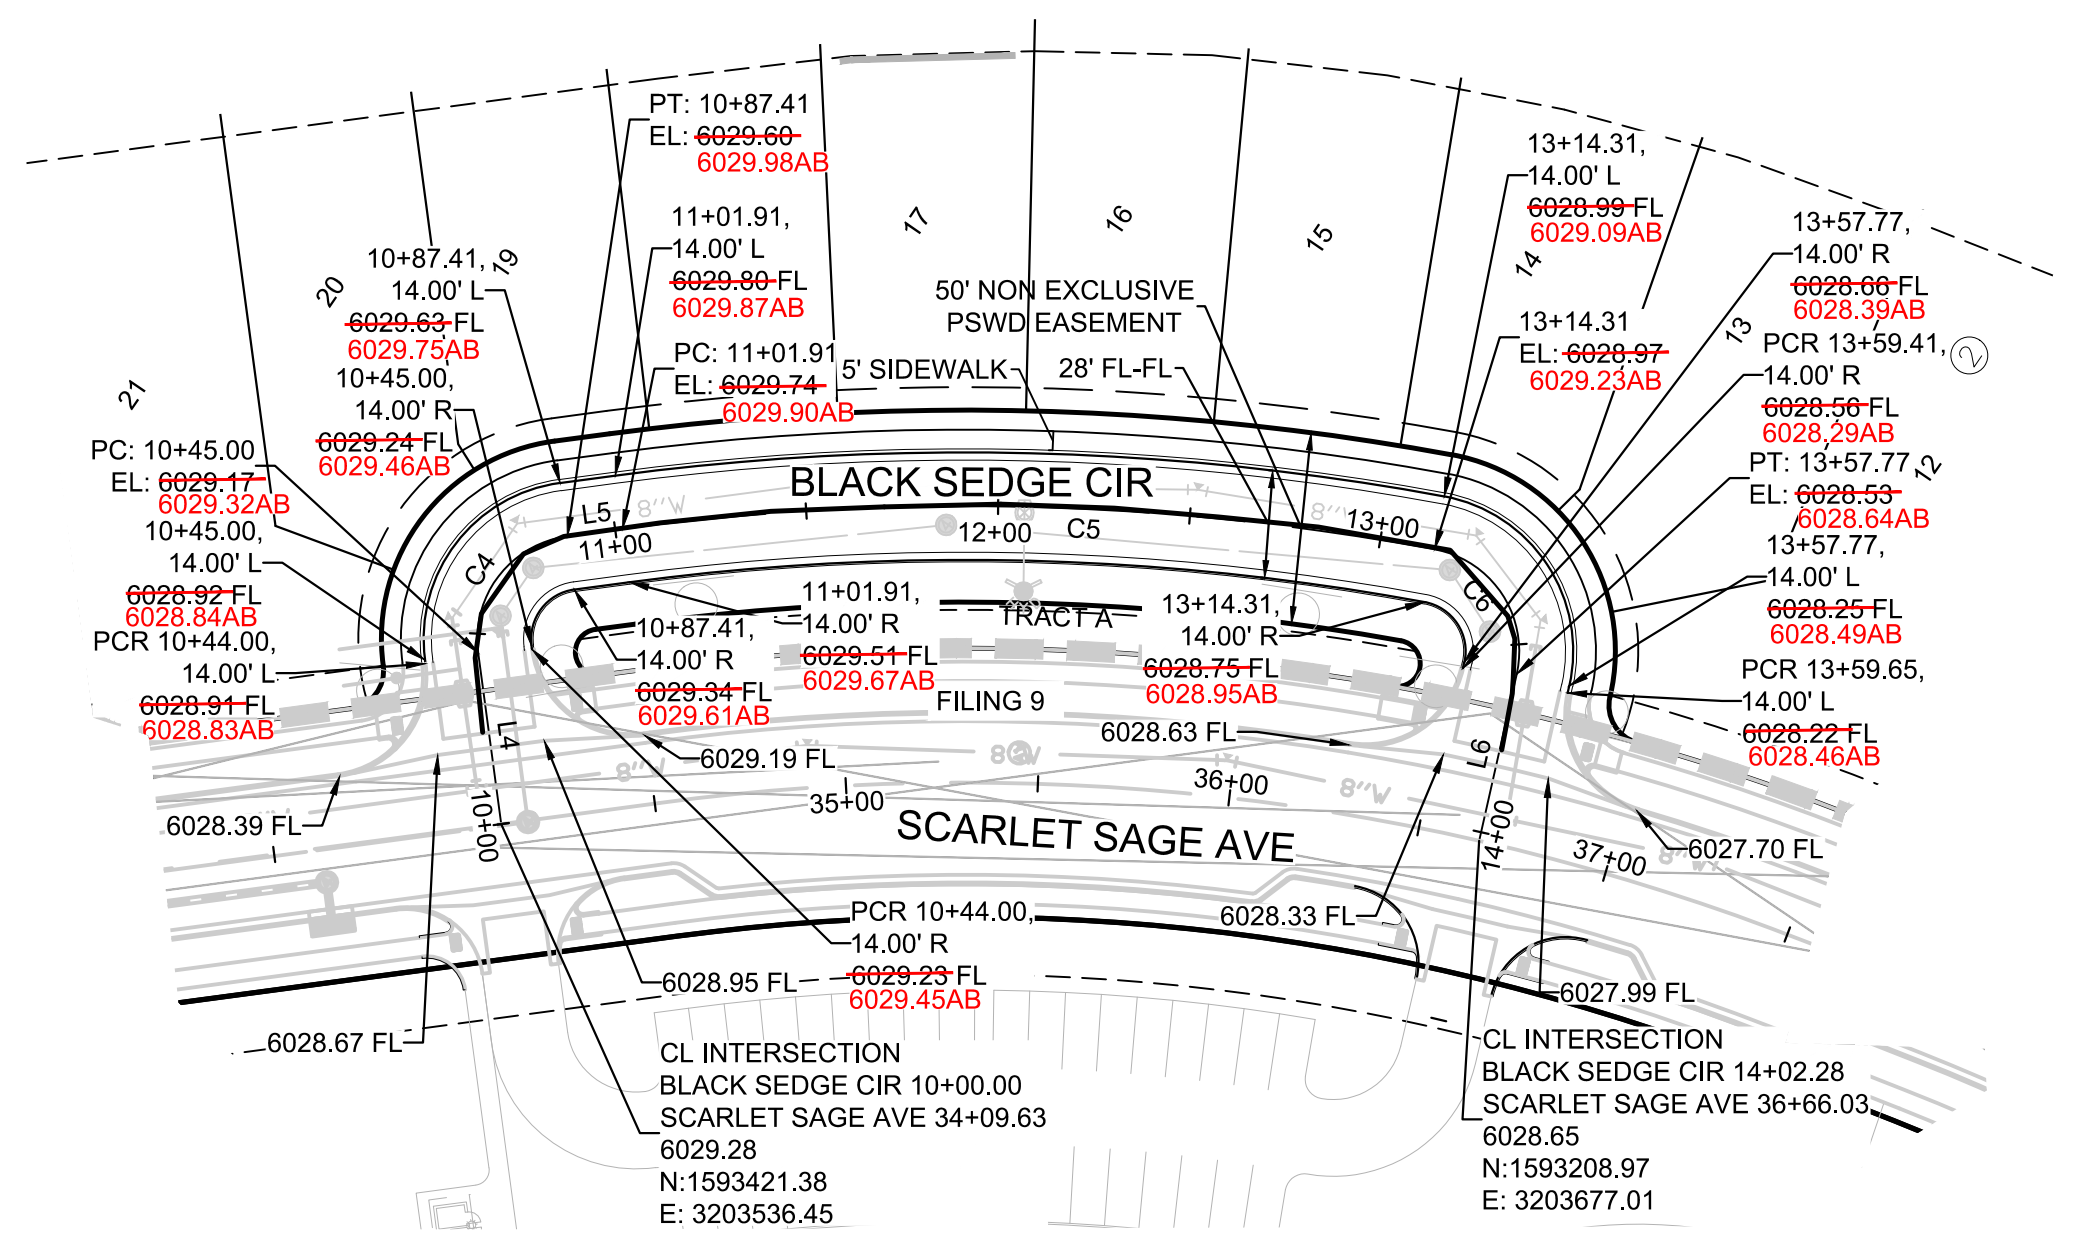 PT: 10+87.41
EL: 6029.60
6029.98AB
11+01.91,
14.00' L
6029.80 FL
6029.87AB
PC: 11+01.91
EL: 6029.74
6029.90AB
10+87.41,
14.00' L
6029.63 FL
6029.75AB
10+45.00,
14.00' R
6029.24 FL
6029.46AB
PC: 10+45.00
EL: 6029.17
6029.32AB
10+45.00,
14.00' L
6028.92 FL
6028.84AB
PCR 10+44.00,
14.00' L
6028.91 FL
6028.83AB
21
20
19
17
16
15
14
13
12
2
50' NON EXCLUSIVE
PSWD EASEMENT
5' SIDEWALK
28' FL-FL
13+14.31,
14.00' L
6028.99 FL
6029.09AB
13+14.31
EL: 6028.97
6029.23AB
13+57.77,
14.00' R
6028.66 FL
6028.39AB
PCR 13+59.41,
14.00' R
6028.56 FL
6028.29AB
PT: 13+57.77
EL: 6028.53
6028.64AB
13+57.77,
14.00' L
6028.25 FL
6028.49AB
PCR 13+59.65,
14.00' L
6028.22 FL
6028.46AB
BLACK SEDGE CIR
8"W
8"W
L5
C4
11+00
12+00
C5
13+00
C6
11+01.91,
14.00' R
6029.51 FL
6029.67AB
TRACT A
10+87.41,
14.00' R
6029.34 FL
6029.61AB
13+14.31,
14.00' R
6028.75 FL
6028.95AB
FILING 9
6028.63 FL
6029.19 FL
L4
L6
8"W
8"W
8"W
8"W
10+00
35+00
36+00
14+00
37+00
SCARLET SAGE AVE
6028.39 FL
6027.70 FL
PCR 10+44.00,
14.00' R
6029.23 FL
6029.45AB
6028.33 FL
6028.95 FL
6027.99 FL
6028.67 FL
CL INTERSECTION
BLACK SEDGE CIR 10+00.00
SCARLET SAGE AVE 34+09.63
6029.28
N:1593421.38
E: 3203536.45
CL INTERSECTION
BLACK SEDGE CIR 14+02.28
SCARLET SAGE AVE 36+66.03
6028.65
N:1593208.97
E: 3203677.01